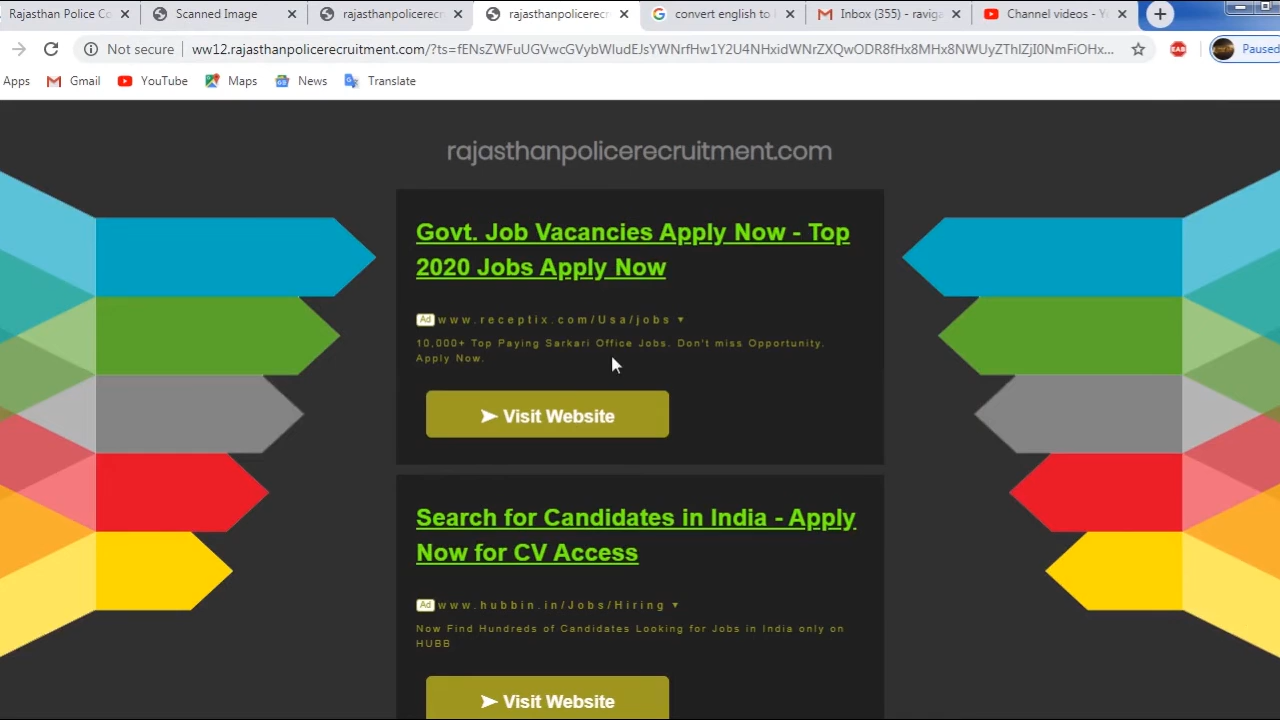 Rajasthan Police Co
Scanned Image
rajasthanpolicerec
rajasthanpolicerec
convert english to
Inbox (355) - raviga
Channel videos - Yo
Not secure
ww12.rajasthanpolicerecruitment.com/?ts=
Paused
Apps
Gmail
YouTube
Maps
News
Translate
rajasthanpolicerecruitment.com
Govt. Job Vacancies Apply Now - Top
2020 Jobs Apply Now
Ad www.receptix.com/Usa/jobs ▾
10,000+ Top Paying Sarkari Office Jobs. Don't miss Opportunity.
Apply Now.
➤ Visit Website
Search for Candidates in India - Apply
Now for CV Access
Ad www.hubbin.in/Jobs/Hiring ▾
Now Find Hundreds of Candidates Looking for Jobs in India only on
HUBB
➤ Visit Website